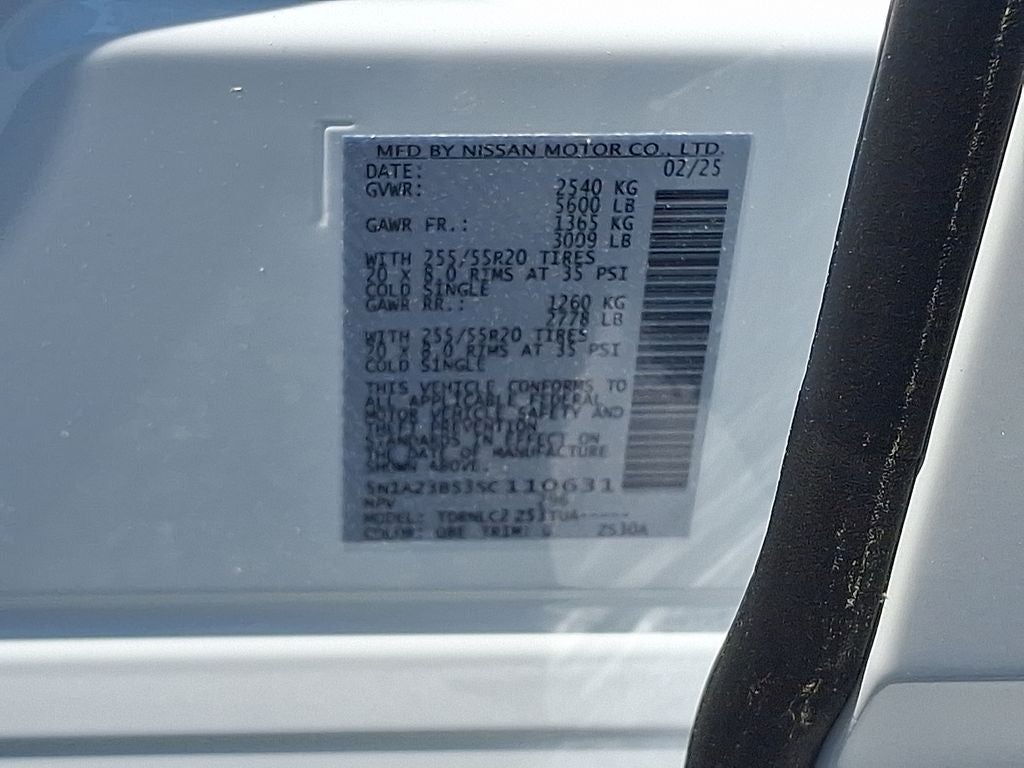 MFD BY NISSAN MOTOR CO., LTD.
DATE: 02/25
GVWR: 2540 KG
5600 LB
GAWR FR.: 1365 KG
3009 LB
WITH 255/55R20 TIRES
20 X 8.0 RIMS AT 35 PSI
COLD SINGLE
GAWR RR.: 1260 KG
2778 LB
WITH 255/55R20 TIRES
20 X 8.0 RIMS AT 35 PSI
COLD SINGLE
THIS VEHICLE CONFORMS TO
ALL APPLICABLE FEDERAL
MOTOR VEHICLE SAFETY AND
THEFT PREVENTION
STANDARDS IN EFFECT ON
THE DATE OF MANUFACTURE
SHOWN ABOVE.
110631
MPV
MODEL:
COLOR: QBE TRIM: G ZS30A